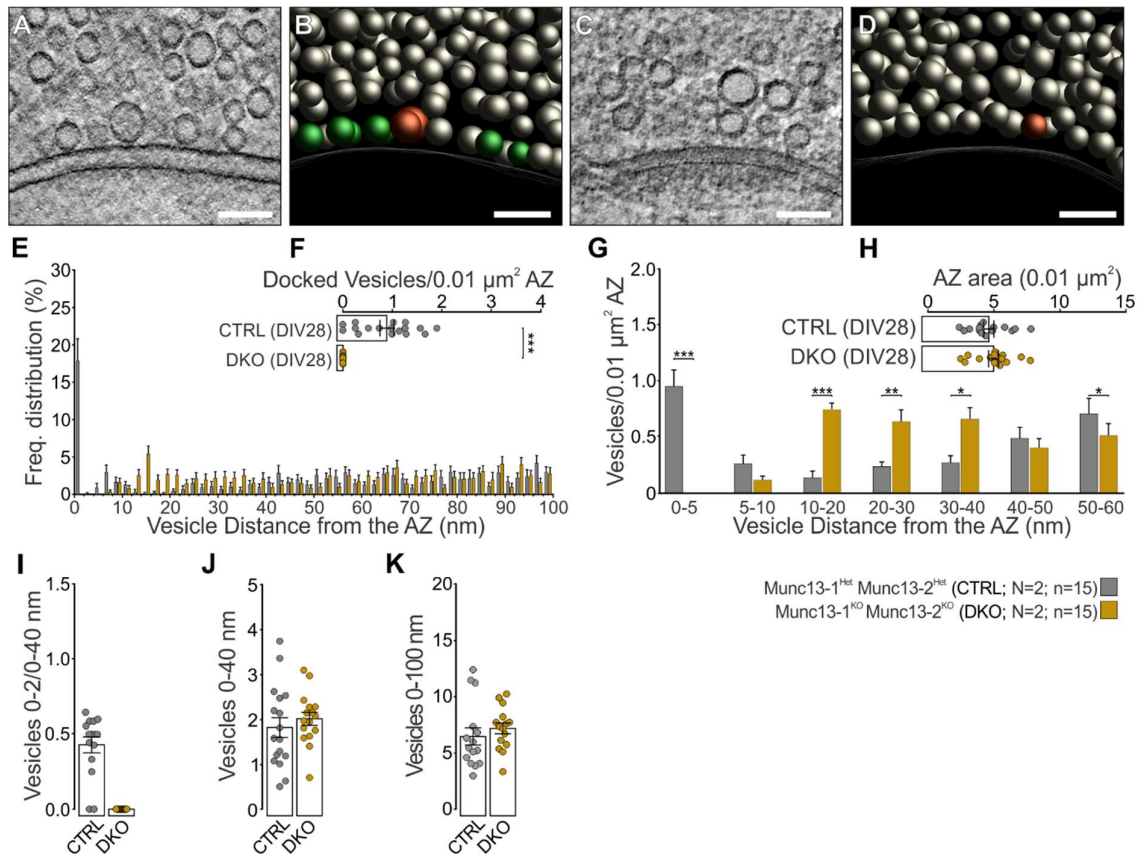 A
B
C
D
E
F
G
H
Docked Vesicles/0.01 µm² AZ
0 1 2 3 4
CTRL (DIV28)
DKO (DIV28)
***
Freq. distribution (%)
30
25
20
15
10
5
0
0 10 20 30 40 50 60 70 80 90 100
Vesicle Distance from the AZ (nm)
AZ area (0.01 µm²)
0 5 10 15
CTRL (DIV28)
DKO (DIV28)
Vesicles/0.01 µm² AZ
2.0
1.5
1.0
0.5
0
*** *** ** * *
0-5 5-10 10-20 20-30 30-40 40-50 50-60
Vesicle Distance from the AZ (nm)
I
Vesicles 0-2/0-40 nm
1.5
1.0
0.5
0.0
CTRL DKO
J
Vesicles 0-40 nm
5
4
3
2
1
0
CTRL DKO
K
Vesicles 0-100 nm
20
15
10
5
0
CTRL DKO
Munc13-1ᴴᵉᵗ Munc13-2ᴴᵉᵗ (CTRL; N=2; n=15)
Munc13-1ᴷᴼ Munc13-2ᴷᴼ (DKO; N=2; n=15)